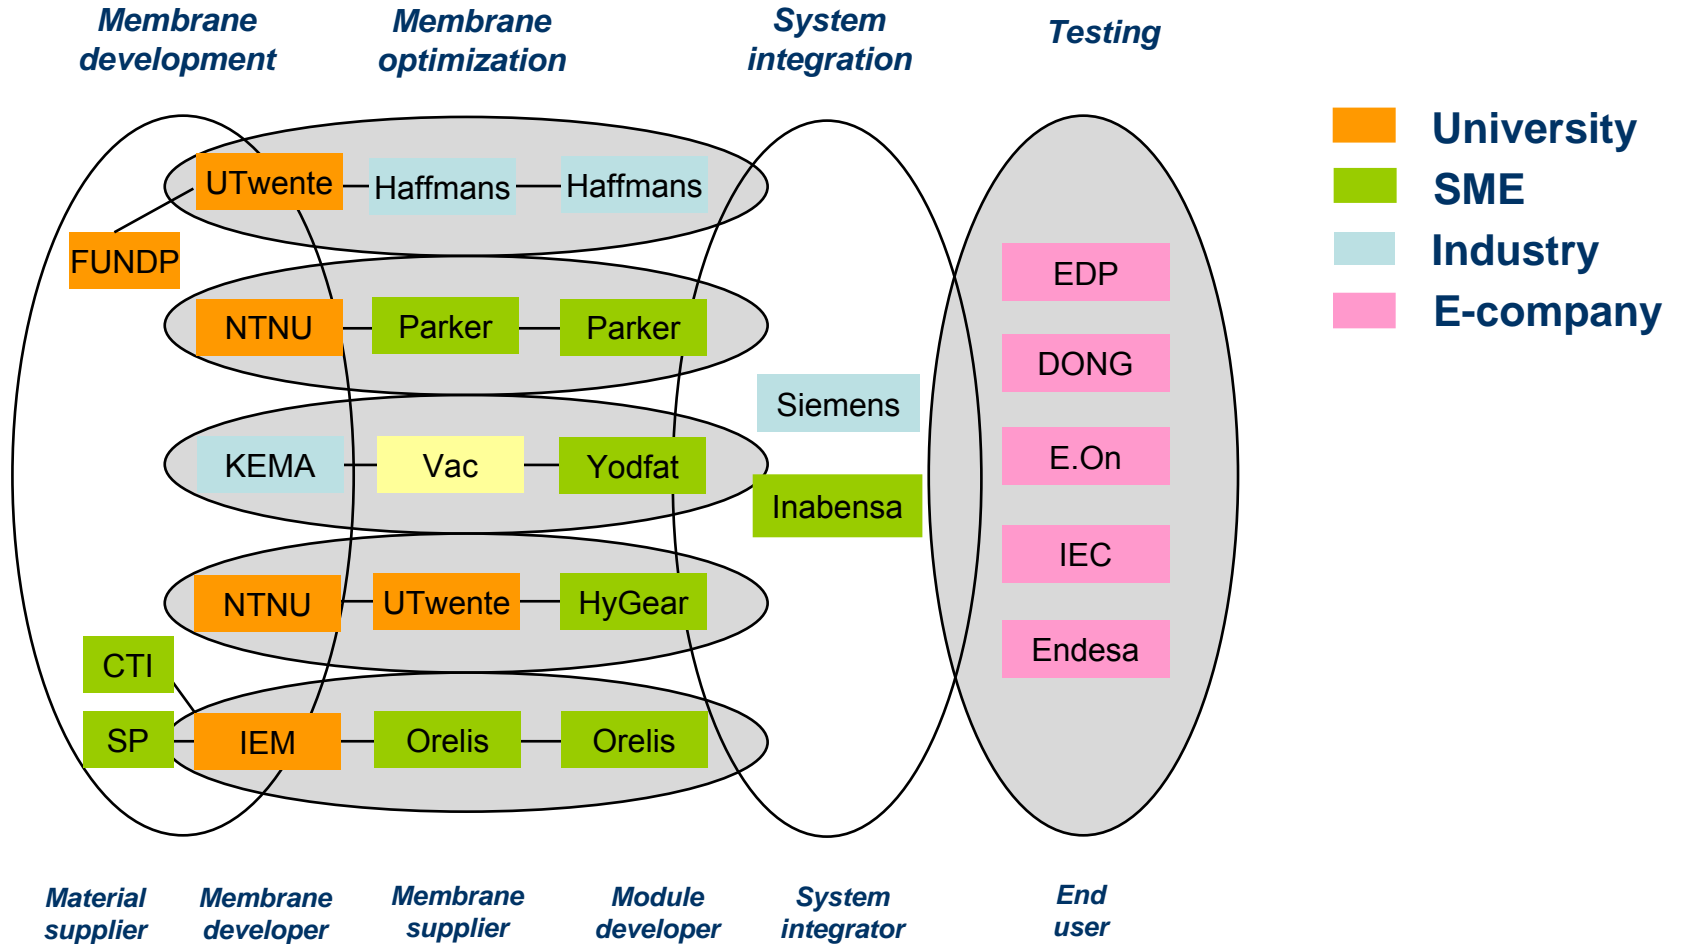 Membrane
development
Membrane
optimization
System
integration
Testing
University
SME
Industry
E-company
UTwente
Haffmans
Haffmans
FUNDP
NTNU
Parker
Parker
KEMA
Vac
Yodfat
NTNU
UTwente
HyGear
CTI
SP
IEM
Orelis
Orelis
Siemens
Inabensa
EDP
DONG
E.On
IEC
Endesa
Material
supplier
Membrane
developer
Membrane
supplier
Module
developer
System
integrator
End
user